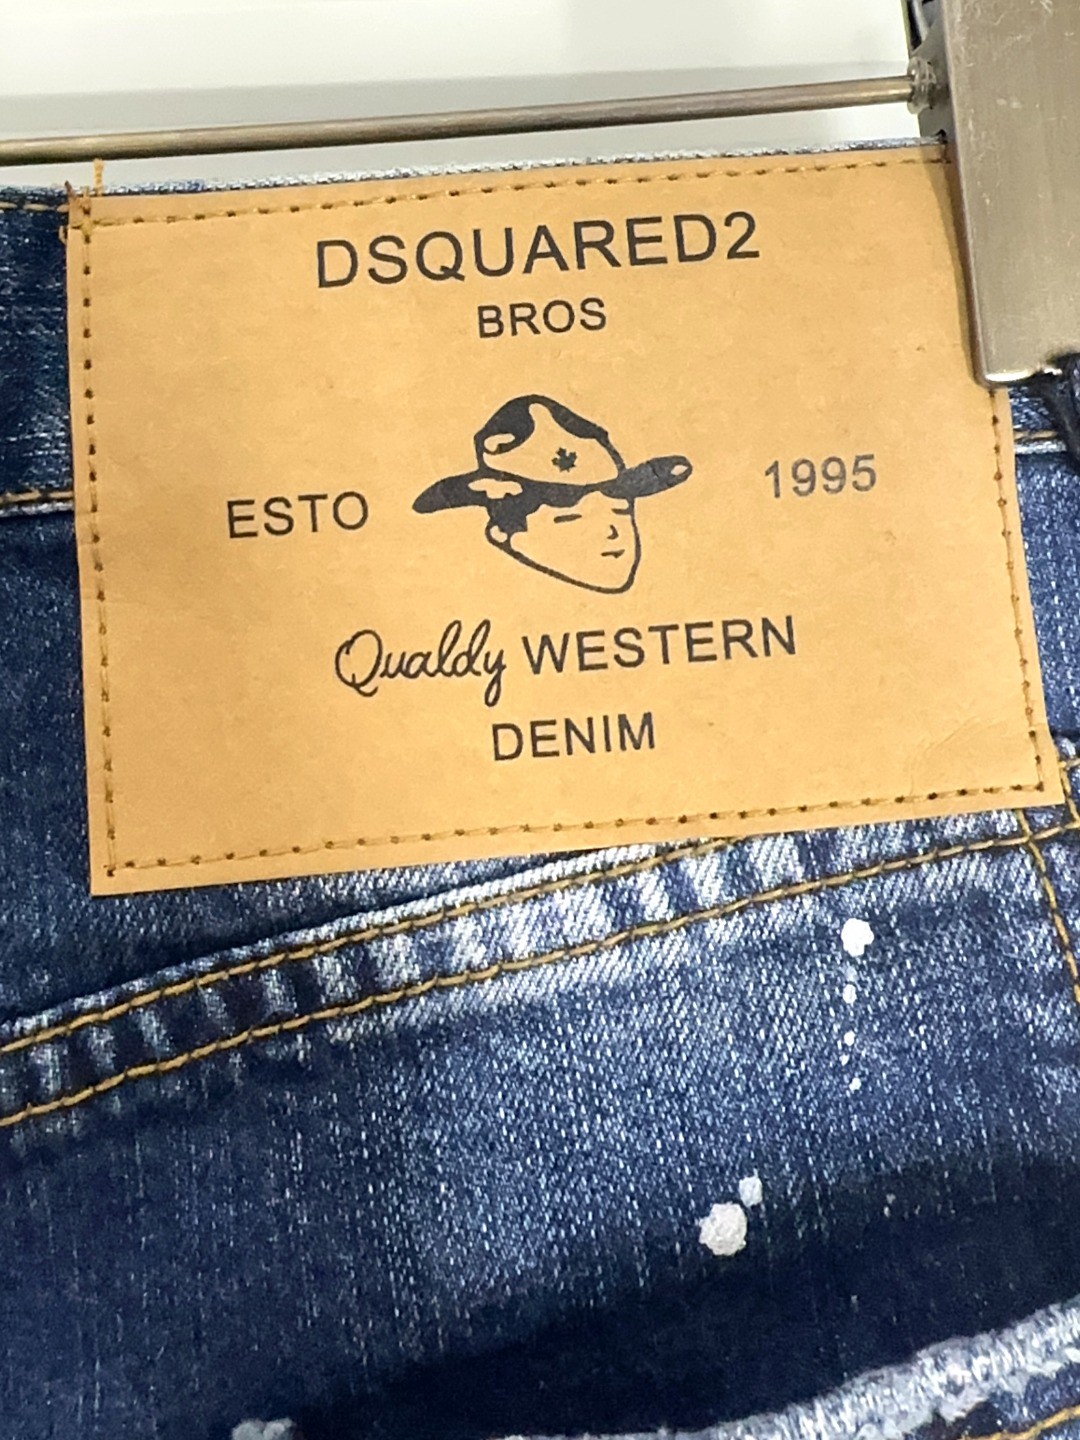 DSQUARED2
BROS
ESTO 1995
Qualdy WESTERN
DENIM